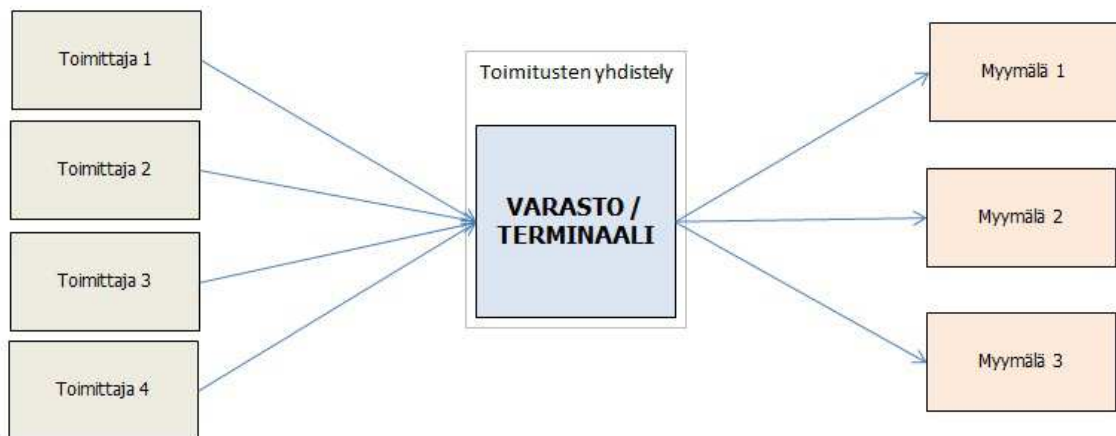 Toimittaja 1
Toimittaja 2
Toimittaja 3
Toimittaja 4
Toimitusten yhdistely
VARASTO /
TERMINAALI
Myymälä 1
Myymälä 2
Myymälä 3